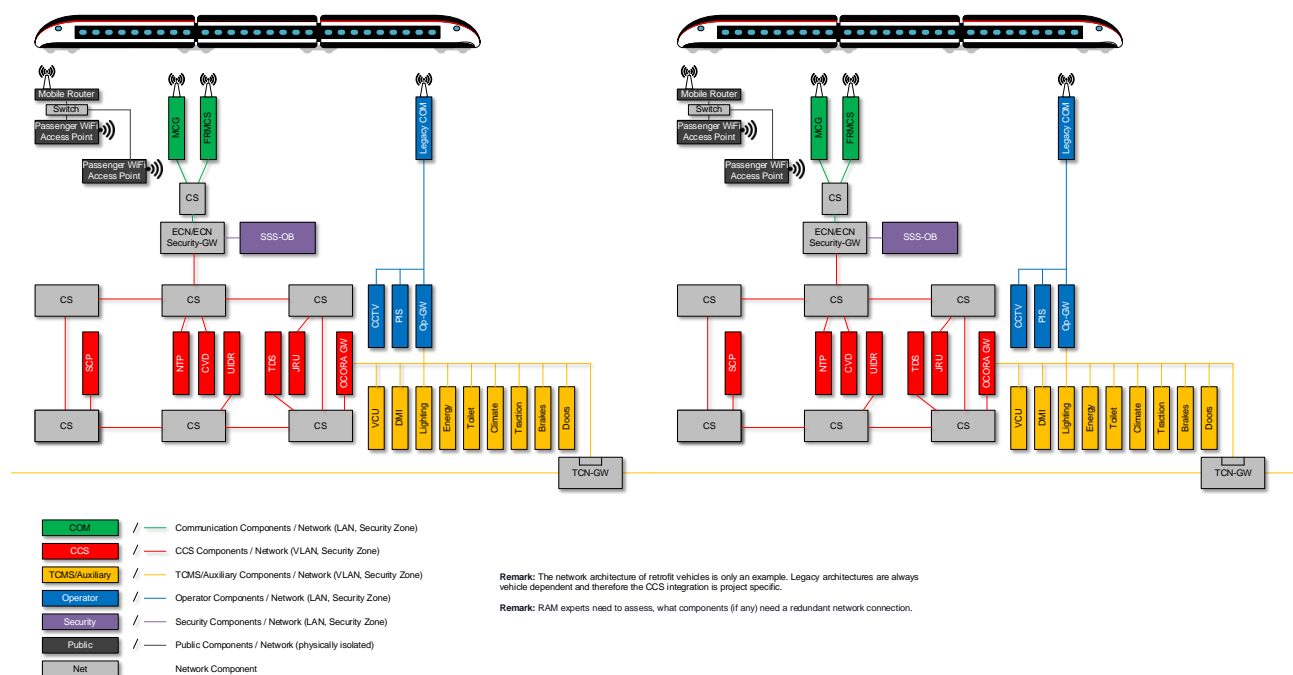 Mobile Router
Switch
Passenger WiFi
Access Point
Passenger WiFi
Access Point
MCG
FRMCS
Legacy COM
CS
ECN/ECN
Security-GW
SSS-OB
CS
CS
CS
CCTV
PIS
Op-GW
SCP
NTP
CVD
UIDR
TDS
JRU
OCORA GW
VCU
DMI
Lighting
Energy
Toilet
Climate
Traction
Brakes
Doors
CS
CS
CS
TCN-GW
Mobile Router
Switch
Passenger WiFi
Access Point
Passenger WiFi
Access Point
MCG
FRMCS
Legacy COM
CS
ECN/ECN
Security-GW
SSS-OB
CS
CS
CS
CCTV
PIS
Op-GW
SCP
NTP
CVD
UIDR
TDS
JRU
OCORA GW
VCU
DMI
Lighting
Energy
Toilet
Climate
Traction
Brakes
Doors
CS
CS
CS
TCN-GW
COM / Communication Components / Network (LAN, Security Zone)
CCS / CCS Components / Network (VLAN, Security Zone)
TCMS/Auxiliary / TCMS/Auxiliary Components / Network (VLAN, Security Zone)
Operator / Operator Components / Network (LAN, Security Zone)
Security / Security Components / Network (LAN, Security Zone)
Public / Public Components / Network (physically isolated)
Net Network Component
Remark: The network architecture of retrofit vehicles is only an example. Legacy architectures are always
vehicle dependent and therefore the CCS integration is project specific.
Remark: RAM experts need to assess, what components (if any) need a redundant network connection.